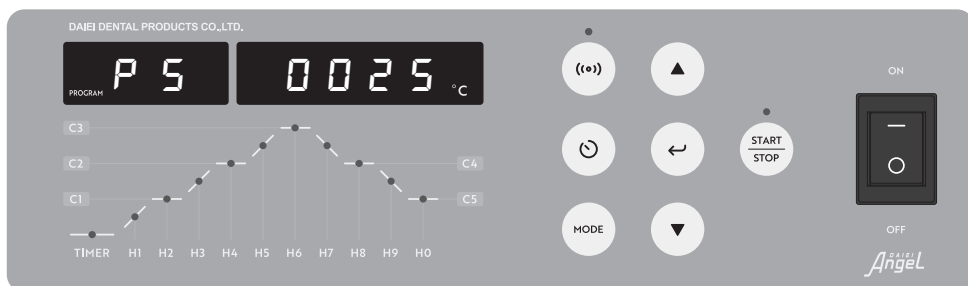 DAIEI DENTAL PRODUCTS CO.,LTD.
PROGRAM P 5
0025 °C
C3
C2
C4
C1
C5
TIMER H1 H2 H3 H4 H5 H6 H7 H8 H9 H0
MODE
START
STOP
ON
OFF
DAIEI
Angel